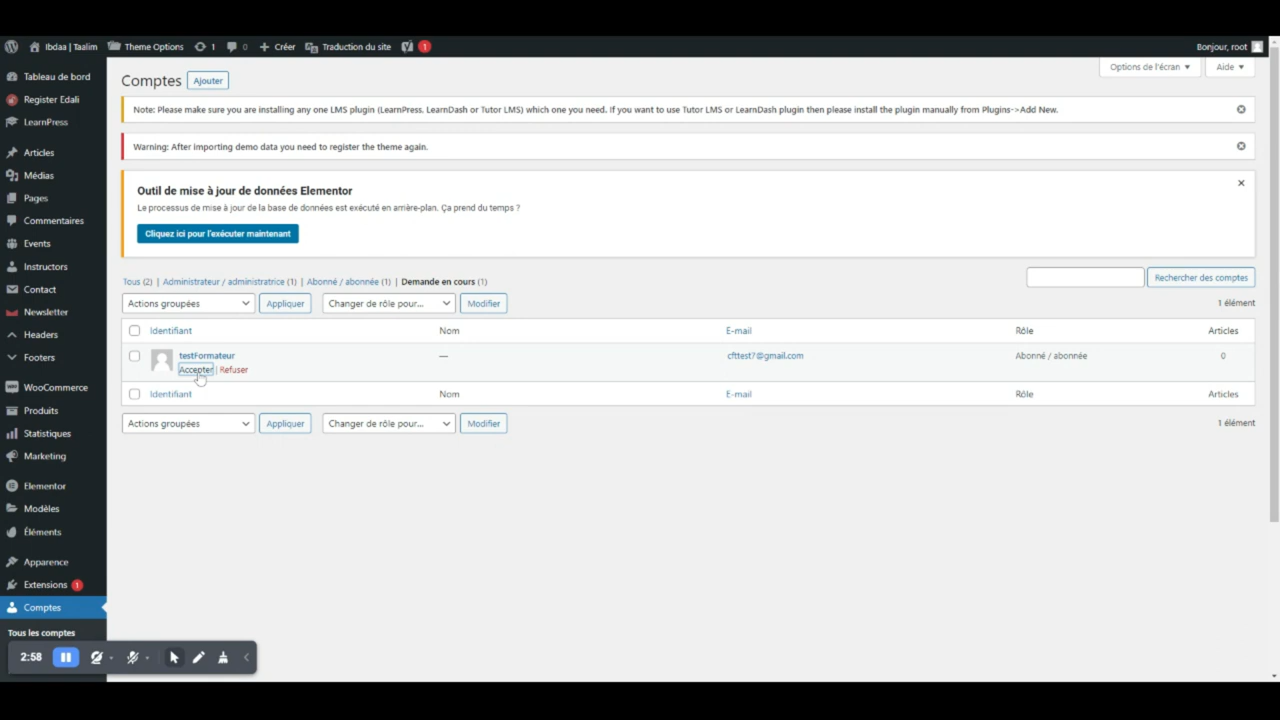 Ibdaa | Taalim Theme Options 1 0 Créer Traduction du site 1 Bonjour, root
Options de l'écran ▼ Aide ▼
Tableau de bord
Register Edali
LearnPress
Articles
Médias
Pages
Commentaires
Events
Instructors
Contact
Newsletter
Headers
Footers
WooCommerce
Produits
Statistiques
Marketing
Elementor
Modèles
Éléments
Apparence
Extensions 1
Comptes
Tous les comptes
2:58
Comptes Ajouter
Note: Please make sure you are installing any one LMS plugin (LearnPress. LearnDash or Tutor LMS) which one you need. If you want to use Tutor LMS or LearnDash plugin then please install the plugin manually from Plugins->Add New.
Warning: After importing demo data you need to register the theme again.
Outil de mise à jour de données Elementor
Le processus de mise à jour de la base de données est exécuté en arrière-plan. Ça prend du temps ?
Cliquez ici pour l'exécuter maintenant
Tous (2) | Administrateur / administratrice (1) | Abonné / abonnée (1) | Demande en cours (1)
Rechercher des comptes
Actions groupées Appliquer Changer de rôle pour... Modifier
1 élément
Identifiant Nom E-mail Rôle Articles
testFormateur — cfttest7@gmail.com Abonné / abonnée 0
Accepter | Refuser
Identifiant Nom E-mail Rôle Articles
Actions groupées Appliquer Changer de rôle pour... Modifier 1 élément